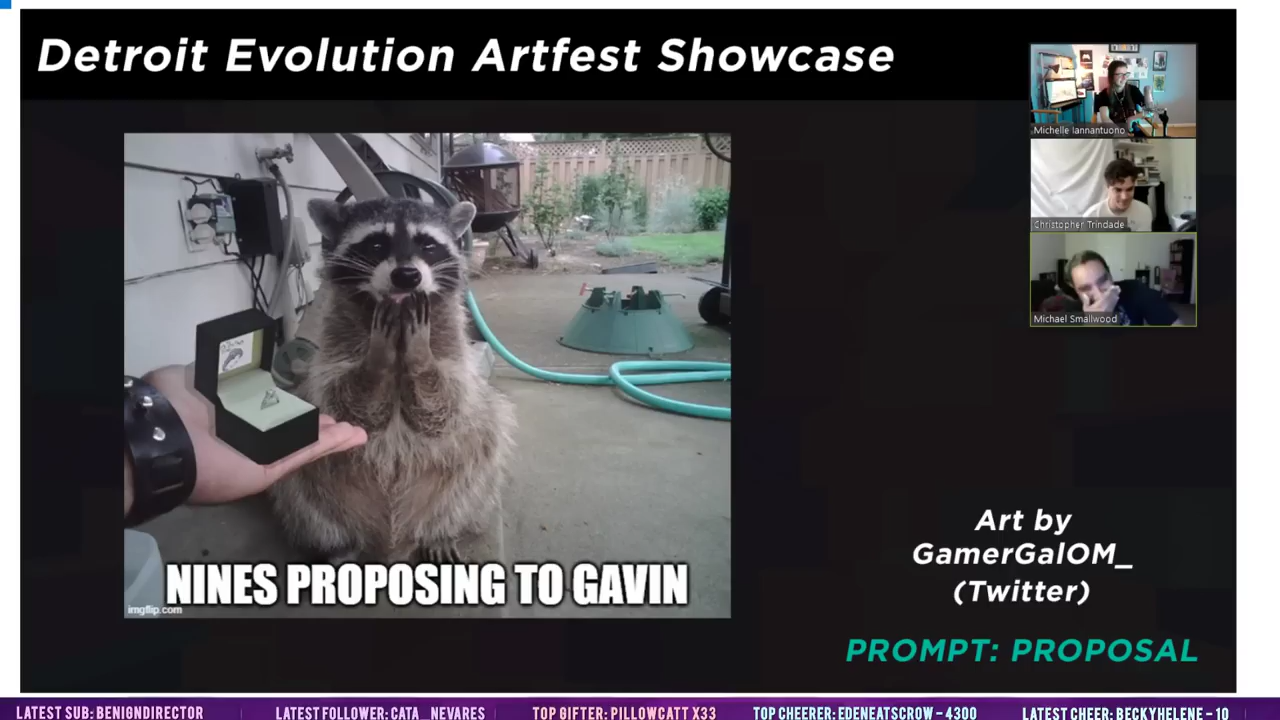 Detroit Evolution Artfest Showcase
Michelle Iannantuono
Christopher Trindade
Michael Smallwood
NINES PROPOSING TO GAVIN
imgflip.com
Art by
GamerGalOM_
(Twitter)
PROMPT: PROPOSAL
LATEST SUB: BENIGNDIRECTOR
LATEST FOLLOWER: CATA_NEVARES
TOP GIFTER: PILLOWCATT X33
TOP CHEERER: EDENEATSCROW - 4300
LATEST CHEER: BECKYHELENE - 10